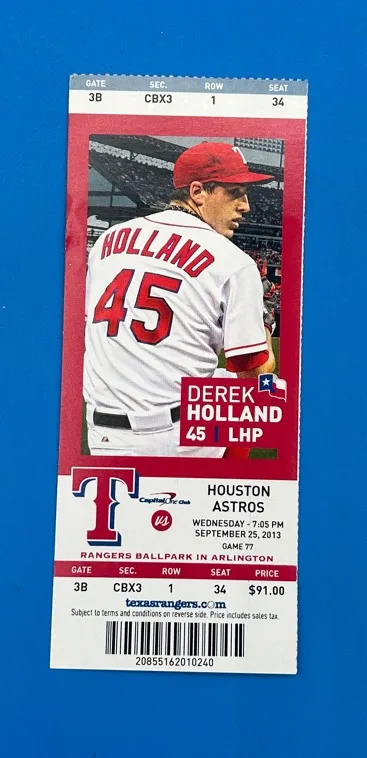 GATE SEC. ROW SEAT
3B CBX3 1 34
HOLLAND
45
DEREK
HOLLAND
45 | LHP
T
Capital One Club
vs
HOUSTON
ASTROS
WEDNESDAY - 7:05 PM
SEPTEMBER 25, 2013
GAME 77
RANGERS BALLPARK IN ARLINGTON
GATE SEC. ROW SEAT PRICE
3B CBX3 1 34 $91.00
texasrangers.com
Subject to terms and conditions on reverse side. Price includes sales tax.
20855162010240